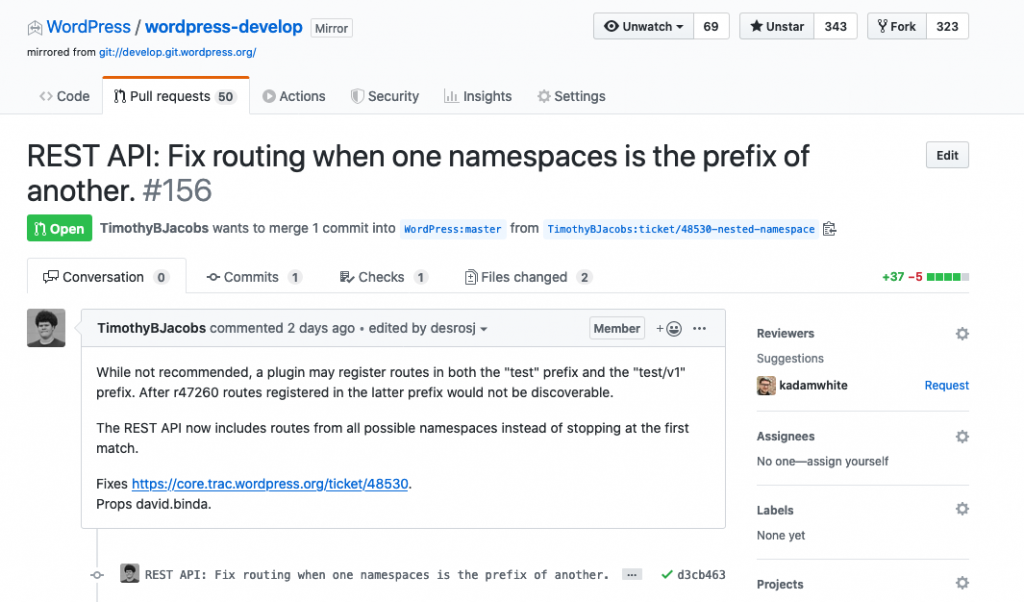 WordPress / wordpress-develop Mirror
Unwatch 69 Unstar 343 Fork 323
mirrored from git://develop.git.wordpress.org/
Code Pull requests 50 Actions Security Insights Settings
REST API: Fix routing when one namespaces is the prefix of
another. #156
Edit
Open TimothyBJacobs wants to merge 1 commit into WordPress:master from TimothyBJacobs:ticket/48530-nested-namespace
Conversation 0 Commits 1 Checks 1 Files changed 2 +37 −5
TimothyBJacobs commented 2 days ago • edited by desrosj Member
While not recommended, a plugin may register routes in both the "test" prefix and the "test/v1"
prefix. After r47260 routes registered in the latter prefix would not be discoverable.
The REST API now includes routes from all possible namespaces instead of stopping at the first
match.
Fixes https://core.trac.wordpress.org/ticket/48530.
Props david.binda.
REST API: Fix routing when one namespaces is the prefix of another. ... d3cb463
Reviewers
Suggestions
kadamwhite Request
Assignees
No one—assign yourself
Labels
None yet
Projects